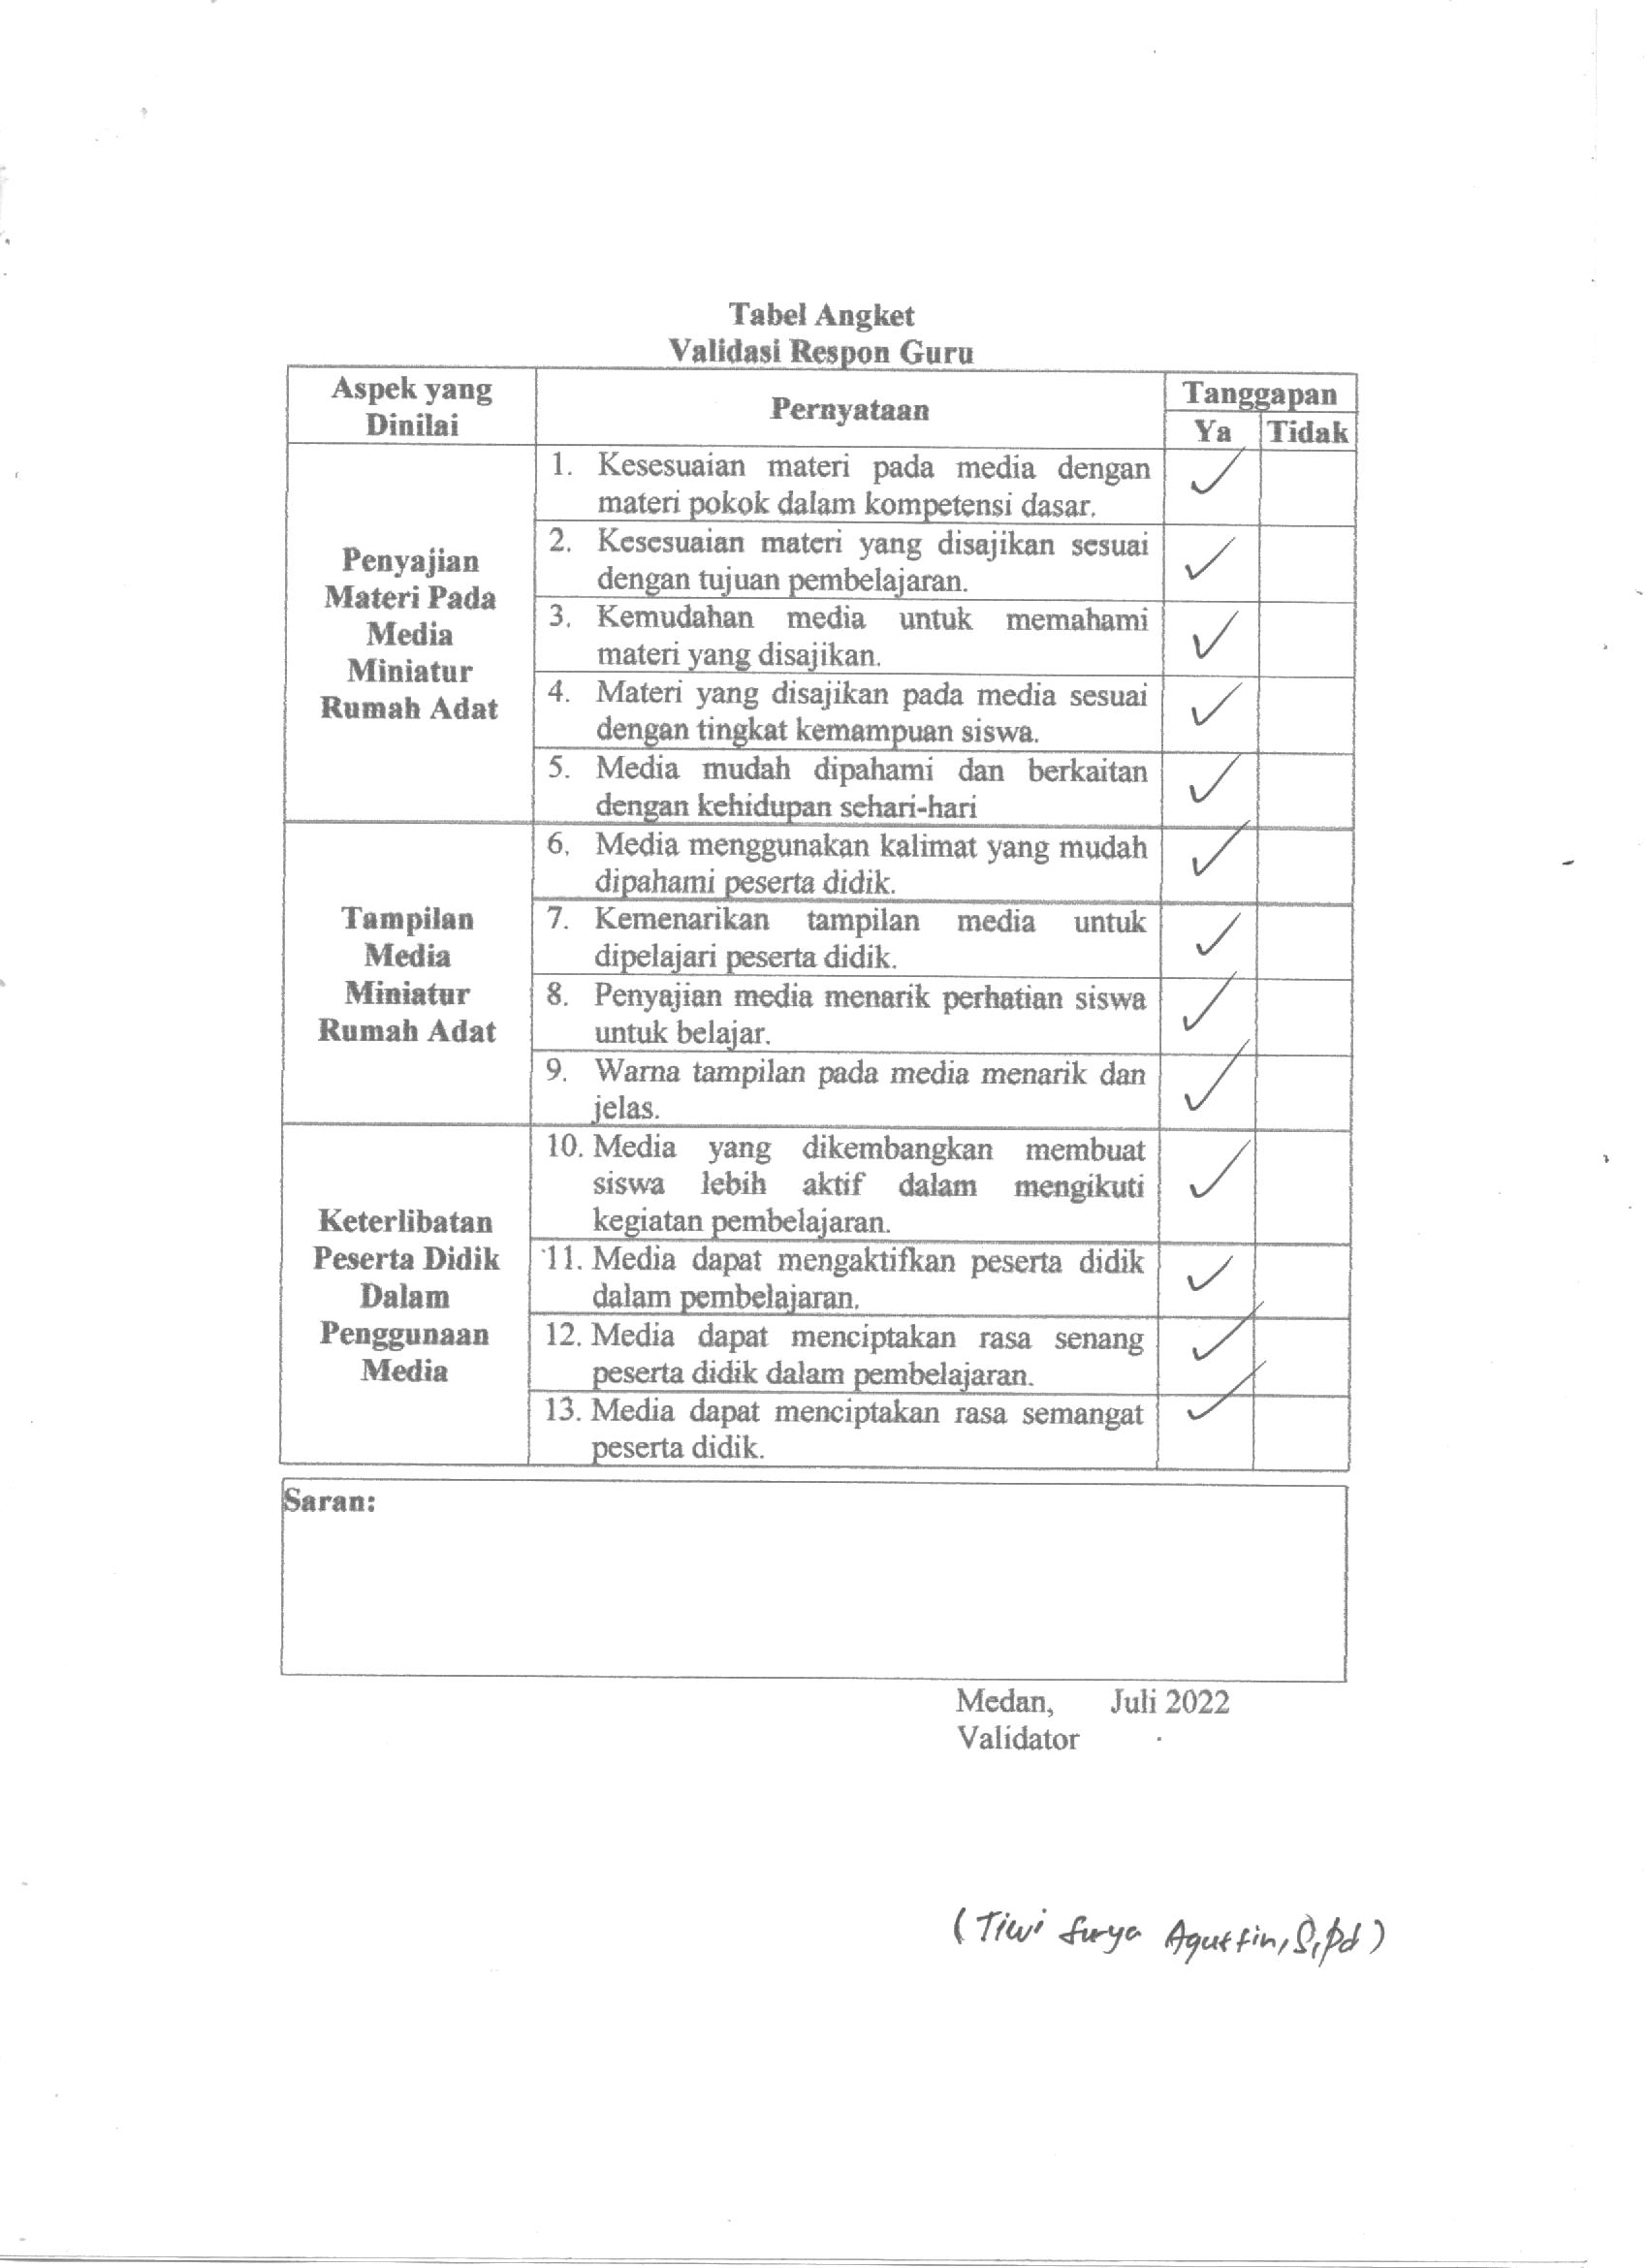 Tabel Angket
Validasi Respon Guru
Aspek yang
Dinilai
Pernyataan
Tanggapan
Ya
Tidak
Penyajian
Materi Pada
Media
Miniatur
Rumah Adat
1. Kesesuaian materi pada media dengan
materi pokok dalam kompetensi dasar.
✓
2. Kesesuaian materi yang disajikan sesuai
dengan tujuan pembelajaran.
✓
3. Kemudahan media untuk memahami
materi yang disajikan.
✓
4. Materi yang disajikan pada media sesuai
dengan tingkat kemampuan siswa.
✓
5. Media mudah dipahami dan berkaitan
dengan kehidupan sehari-hari
✓
Tampilan
Media
Miniatur
Rumah Adat
6. Media menggunakan kalimat yang mudah
dipahami peserta didik.
✓
7. Kemenarikan tampilan media untuk
dipelajari peserta didik.
✓
8. Penyajian media menarik perhatian siswa
untuk belajar.
✓
9. Warna tampilan pada media menarik dan
jelas.
✓
Keterlibatan
Peserta Didik
Dalam
Penggunaan
Media
10. Media yang dikembangkan membuat
siswa lebih aktif dalam mengikuti
kegiatan pembelajaran.
✓
11. Media dapat mengaktifkan peserta didik
dalam pembelajaran.
✓
12. Media dapat menciptakan rasa senang
peserta didik dalam pembelajaran.
✓
13. Media dapat menciptakan rasa semangat
peserta didik.
✓
Saran:
Medan, Juli 2022
Validator
(Tiwi Surya Agustin, S.Pd)